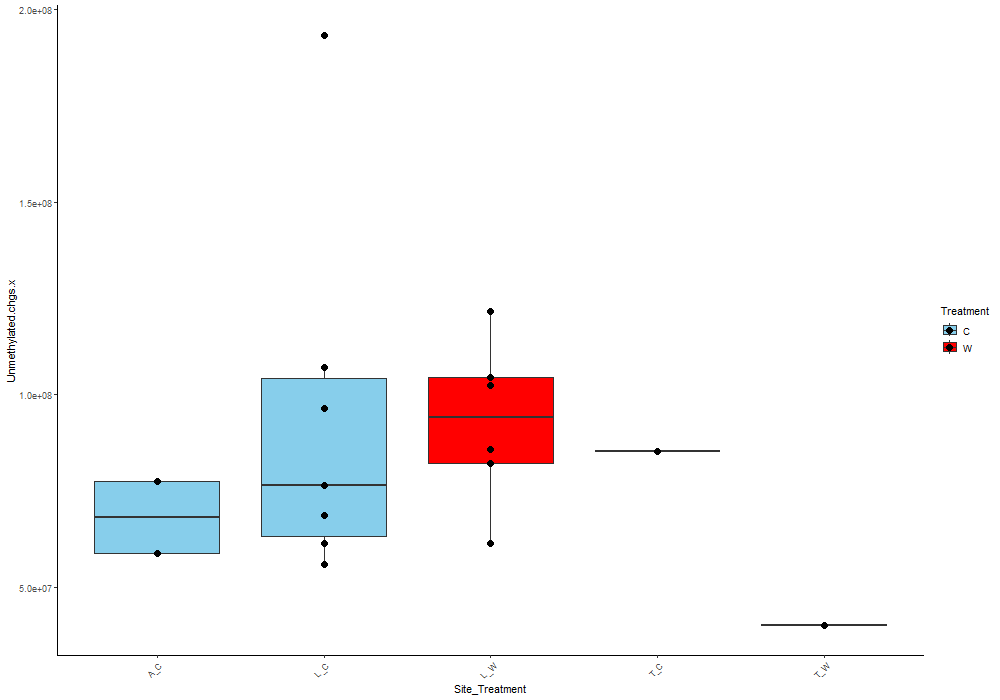 2.0e+08
1.5e+08
1.0e+08
5.0e+07
Unmethylated.chgs.x
A_C
L_C
L_W
T_C
T_W
Site_Treatment
Treatment
C
W